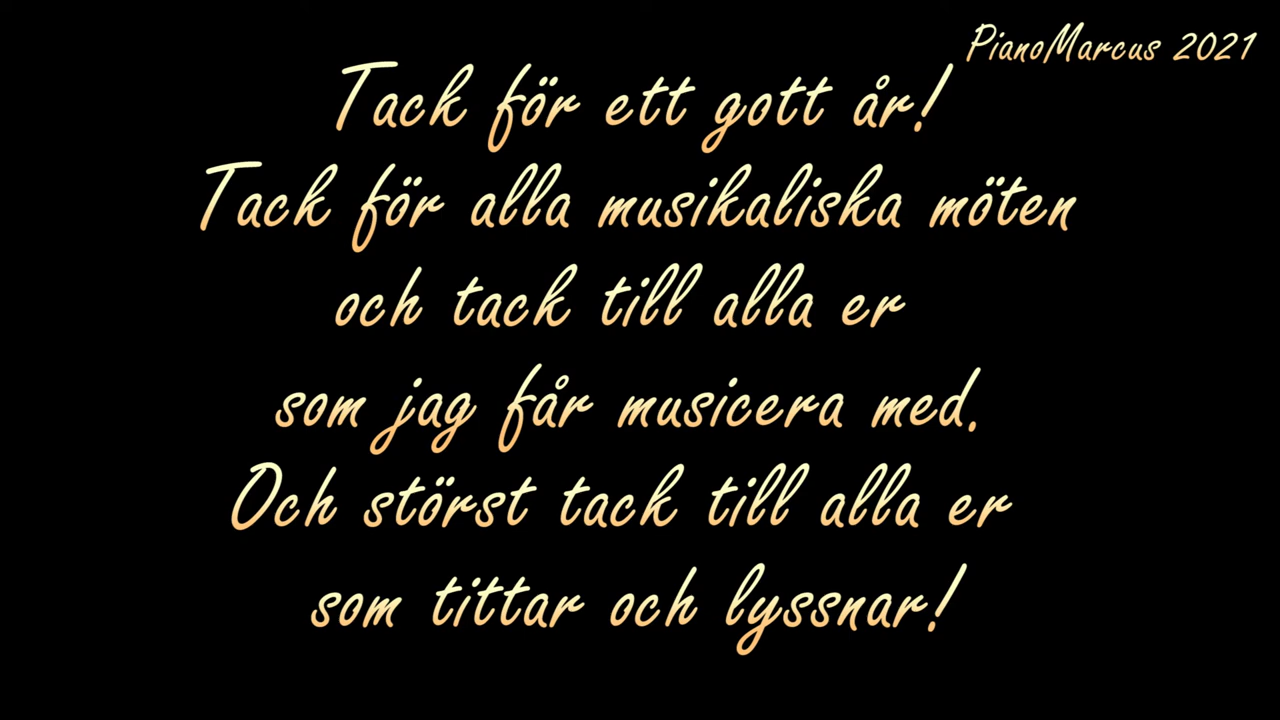 PianoMarcus 2021
Tack för ett gott år!
Tack för alla musikaliska möten
och tack till alla er
som jag får musicera med.
Och störst tack till alla er
som tittar och lyssnar!